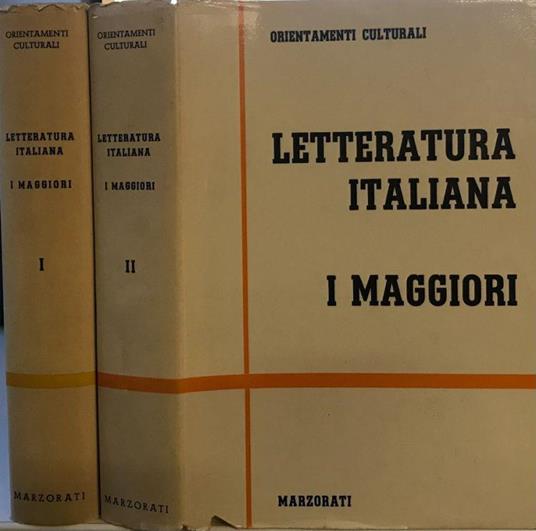 ORIENTAMENTI
CULTURALI
LETTERATURA
ITALIANA
I MAGGIORI
I
MARZORATI
ORIENTAMENTI
CULTURALI
LETTERATURA
ITALIANA
I MAGGIORI
II
MARZORATI
ORIENTAMENTI CULTURALI
LETTERATURA
ITALIANA
I MAGGIORI
MARZORATI